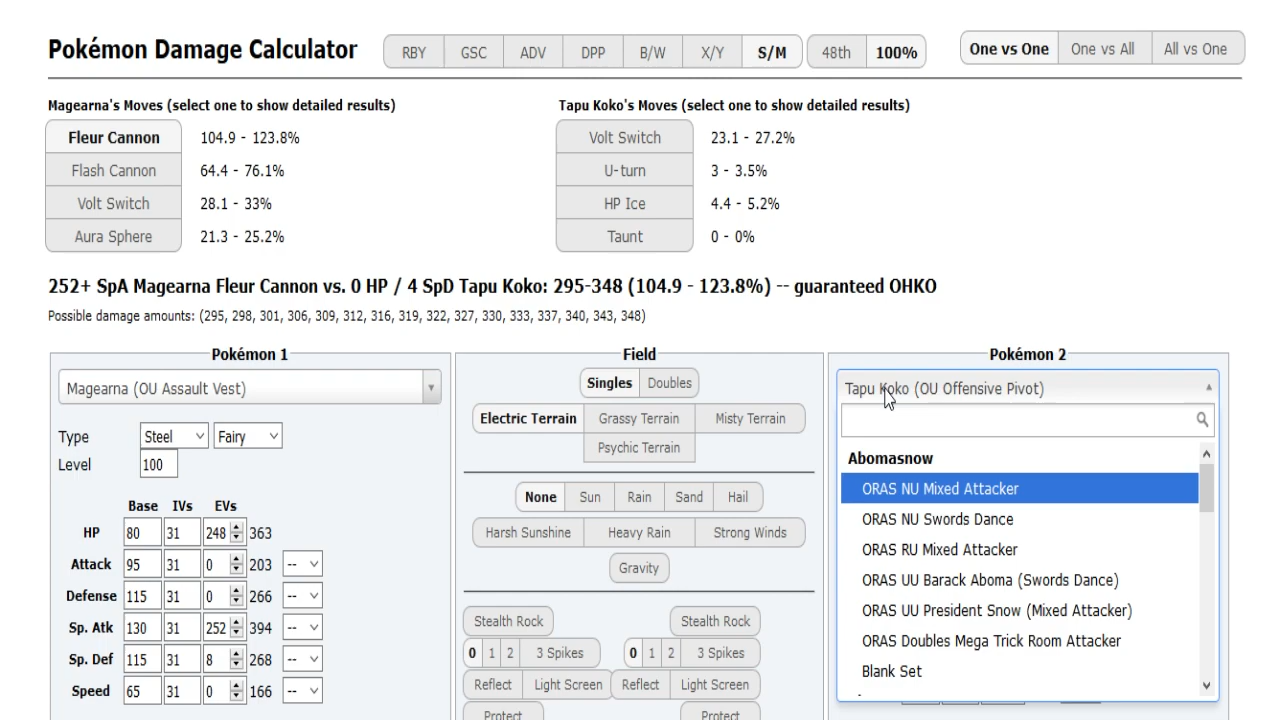 Pokémon Damage Calculator RBY GSC ADV DPP B/W X/Y S/M 48th 100% One vs One One vs All All vs One
Magearna's Moves (select one to show detailed results)
Fleur Cannon 104.9 - 123.8%
Flash Cannon 64.4 - 76.1%
Volt Switch 28.1 - 33%
Aura Sphere 21.3 - 25.2%
Tapu Koko's Moves (select one to show detailed results)
Volt Switch 23.1 - 27.2%
U-turn 3 - 3.5%
HP Ice 4.4 - 5.2%
Taunt 0 - 0%
252+ SpA Magearna Fleur Cannon vs. 0 HP / 4 SpD Tapu Koko: 295-348 (104.9 - 123.8%) -- guaranteed OHKO
Possible damage amounts: (295, 298, 301, 306, 309, 312, 316, 319, 322, 327, 330, 333, 337, 340, 343, 348)
Pokémon 1
Magearna (OU Assault Vest)
Type Steel Fairy
Level 100
Base IVs EVs
HP 80 31 248 363
Attack 95 31 0 203 --
Defense 115 31 0 266 --
Sp. Atk 130 31 252 394 --
Sp. Def 115 31 8 268 --
Speed 65 31 0 166 --
Field
Singles Doubles
Electric Terrain Grassy Terrain Misty Terrain
Psychic Terrain
None Sun Rain Sand Hail
Harsh Sunshine Heavy Rain Strong Winds
Gravity
Stealth Rock Stealth Rock
0 1 2 3 Spikes 0 1 2 3 Spikes
Reflect Light Screen Reflect Light Screen
Protect Protect
Pokémon 2
Tapu Koko (OU Offensive Pivot)
Abomasnow
ORAS NU Mixed Attacker
ORAS NU Swords Dance
ORAS RU Mixed Attacker
ORAS UU Barack Aboma (Swords Dance)
ORAS UU President Snow (Mixed Attacker)
ORAS Doubles Mega Trick Room Attacker
Blank Set